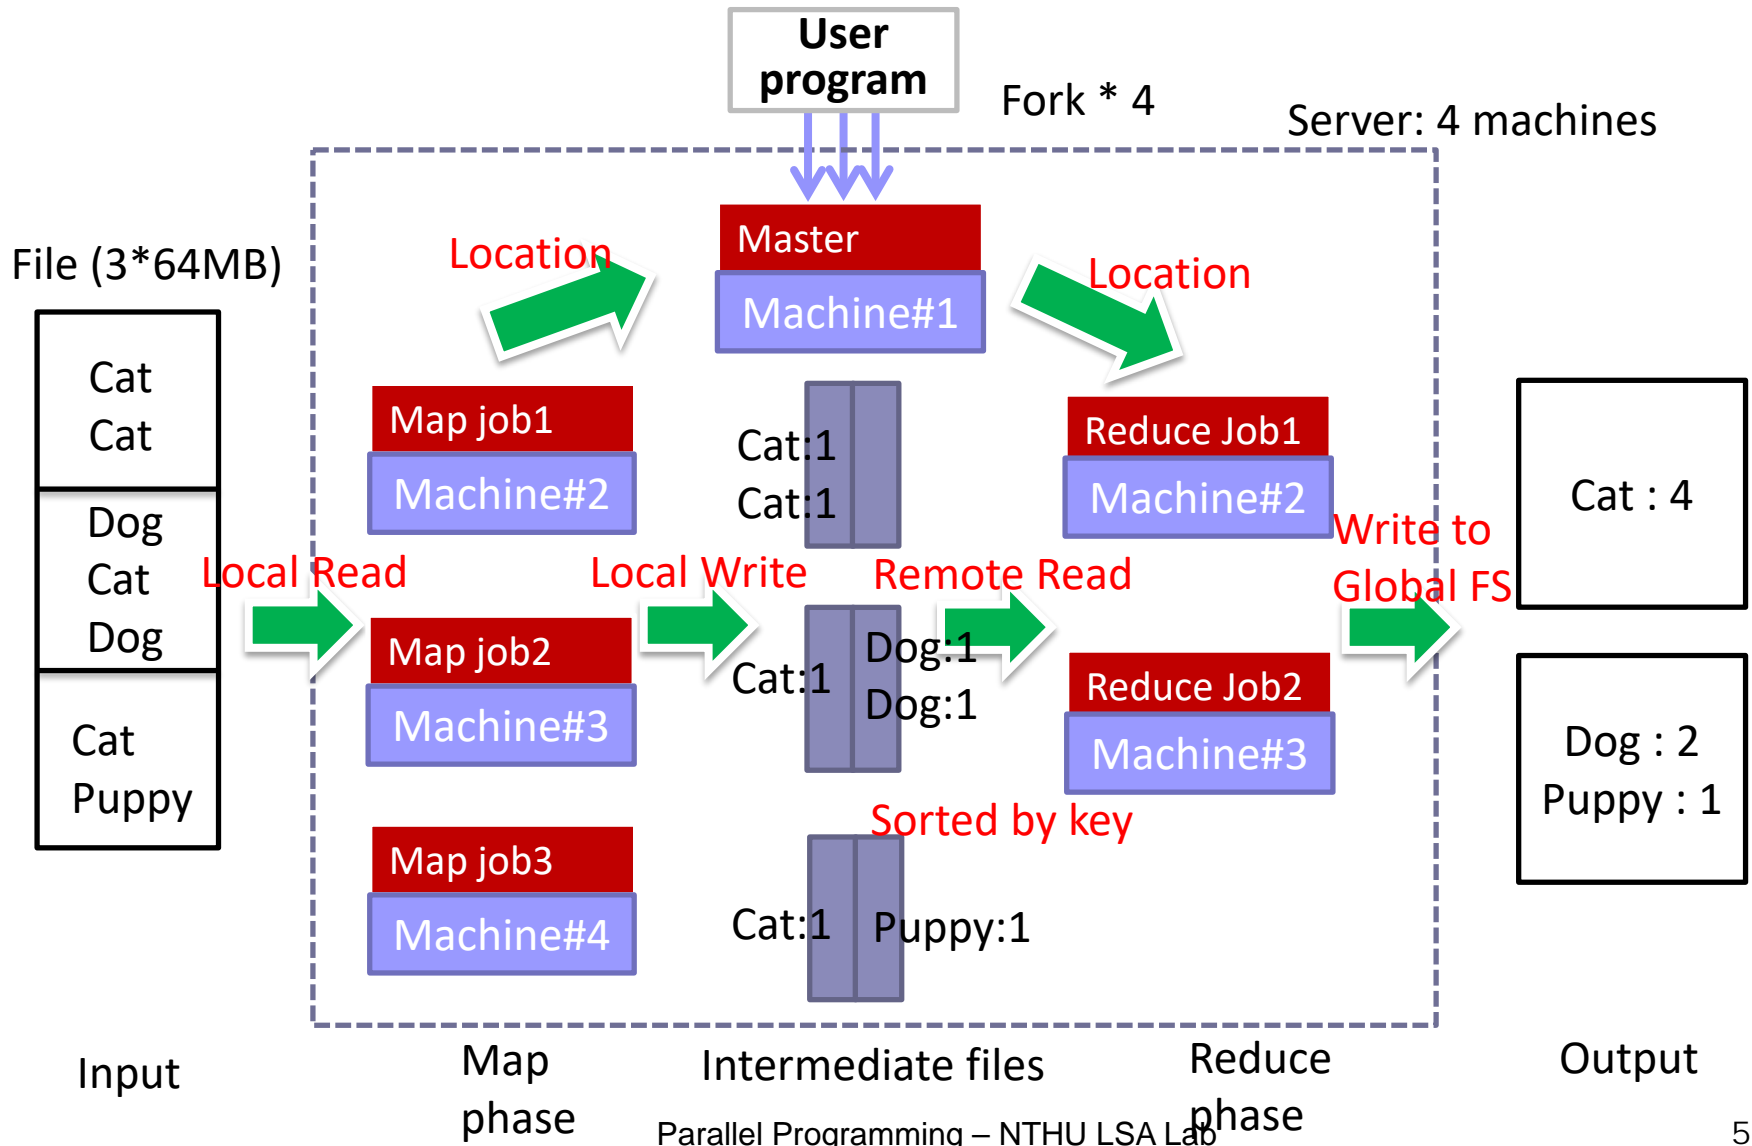 User
program
Fork * 4
Server: 4 machines
File (3*64MB)
Location
Master
Machine#1
Location
Cat
Cat
Dog
Cat
Dog
Cat
Puppy
Local Read
Map job1
Machine#2
Map job2
Machine#3
Map job3
Machine#4
Local Write
Cat:1
Cat:1
Cat:1
Dog:1
Dog:1
Sorted by key
Cat:1
Puppy:1
Remote Read
Reduce Job1
Machine#2
Reduce Job2
Machine#3
Write to
Global FS
Cat : 4
Dog : 2
Puppy : 1
Input
Map
phase
Intermediate files
Reduce
phase
Output
Parallel Programming – NTHU LSA Lab
5